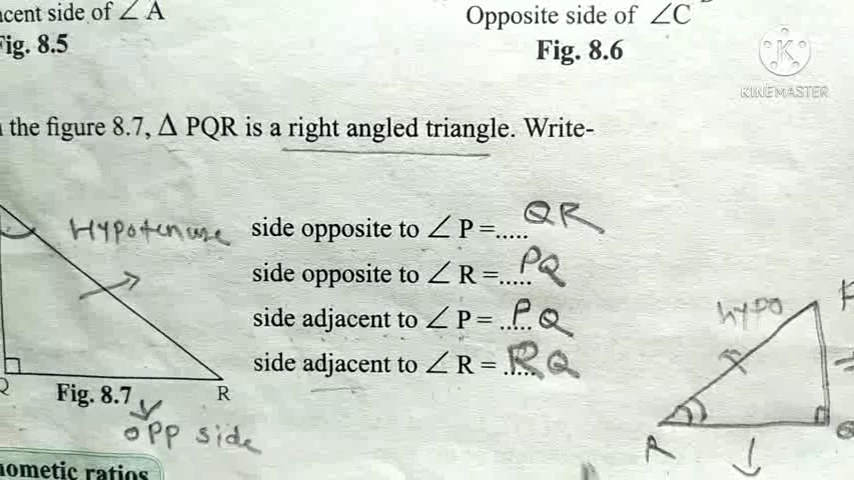 cent side of ∠ A
Opposite side of ∠C
Fig. 8.5
Fig. 8.6
KINEMASTER
the figure 8.7, Δ PQR is a right angled triangle. Write-
Hypotenuse
side opposite to ∠ P =..... QR
side opposite to ∠ R =..... PQ
side adjacent to ∠ P = ..... PQ
side adjacent to ∠ R = ..... RQ
hypo
Q
R
Fig. 8.7
opp side
R
nometic ratios